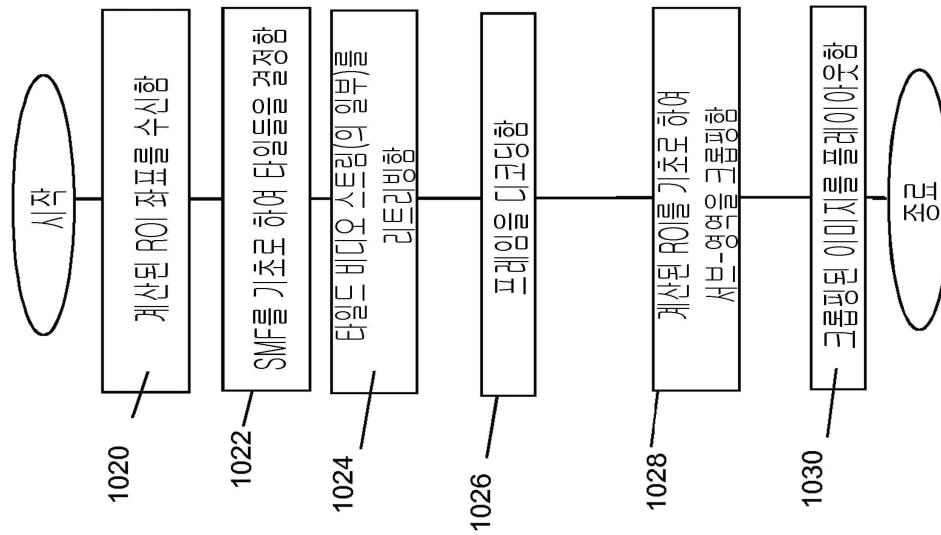 시작
계산된 ROI 좌표를 수신함
1020
SMF를 기초로 하여 타일들을 결정함
1022
타일드 비디오 스트림(의 일부)를
리트리빙함
1024
프레임을 디코딩함
1026
계산된 ROI를 기초로 하여
서브-영역을 크롭핑함
1028
크롭핑된 이미지를 플레이아웃함
1030
종료